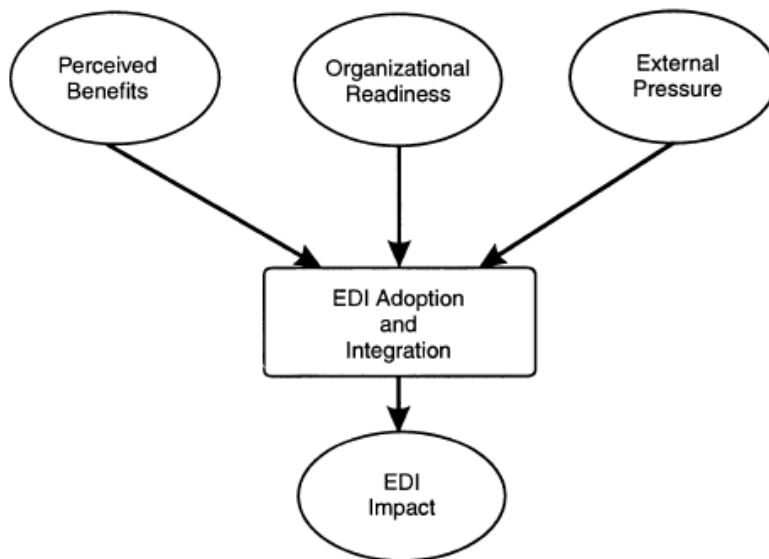 Perceived
Benefits
Organizational
Readiness
External
Pressure
EDI Adoption
and
Integration
EDI
Impact